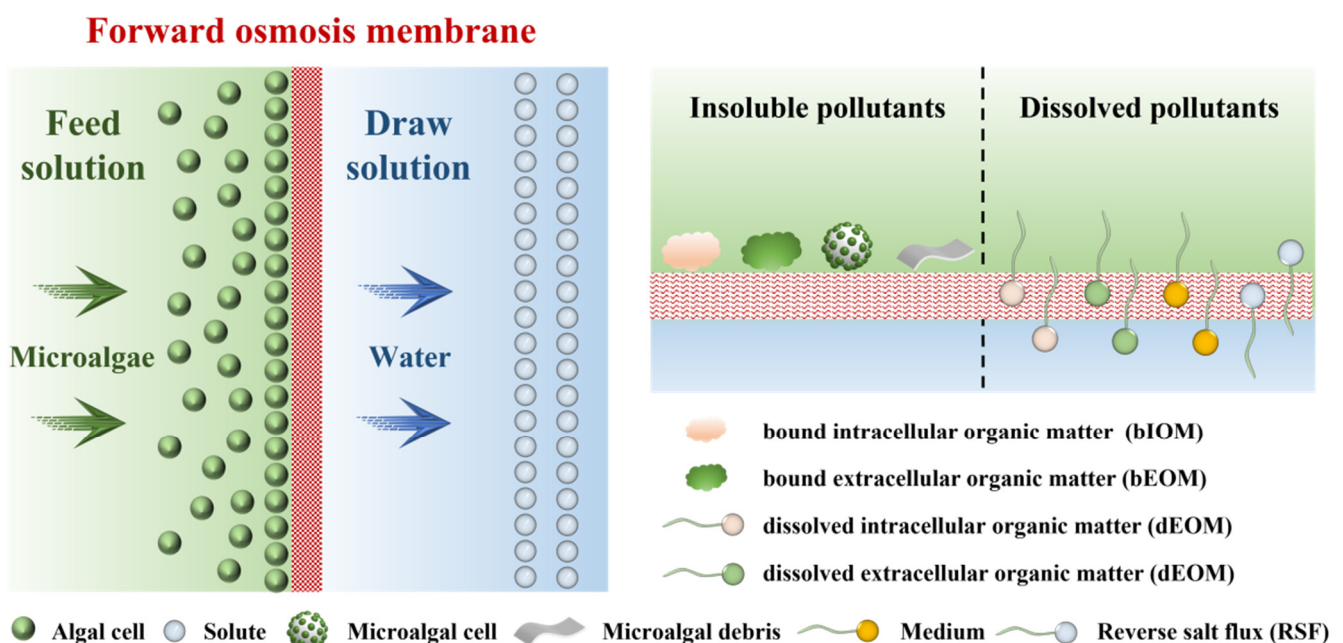 Forward osmosis membrane
Feed
solution
Draw
solution
Microalgae
Water
Insoluble pollutants
Dissolved pollutants
bound intracellular organic matter (bIOM)
bound extracellular organic matter (bEOM)
dissolved intracellular organic matter (dEOM)
dissolved extracellular organic matter (dEOM)
Algal cell
Solute
Microalgal cell
Microalgal debris
Medium
Reverse salt flux (RSF)